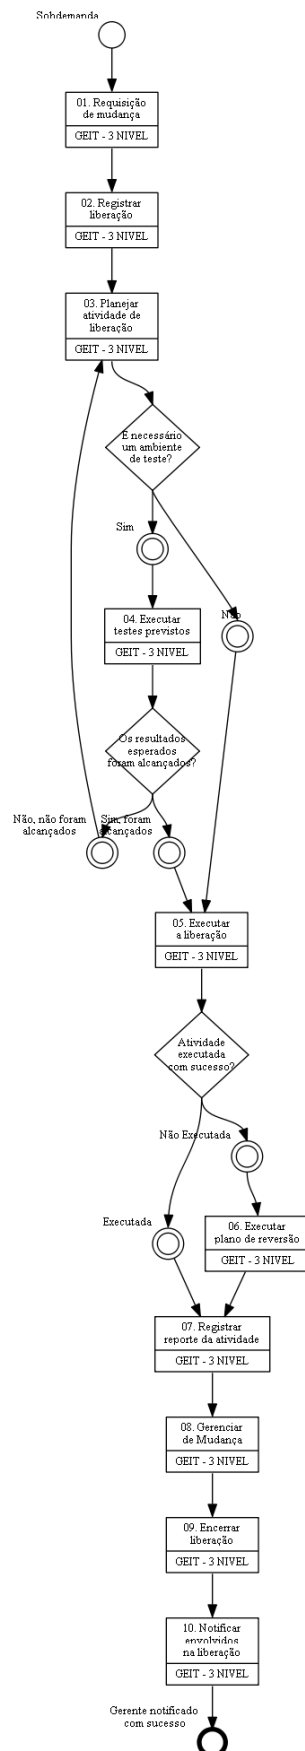 Sobdemanda
01. Requisição
de mudança
GEIT - 3 NIVEL
02. Registrar
liberação
GEIT - 3 NIVEL
03. Planejar
atividade de
liberação
GEIT - 3 NIVEL
É necessário
um ambiente
de teste?
Sim
Não
04. Executar
testes previstos
GEIT - 3 NIVEL
Os resultados
esperados
foram alcançados?
Não, não foram
alcançados
Sim, foram
alcançados
05. Executar
a liberação
GEIT - 3 NIVEL
Atividade
executada
com sucesso?
Não Executada
Executada
06. Executar
plano de reversão
GEIT - 3 NIVEL
07. Registrar
reporte da atividade
GEIT - 3 NIVEL
08. Gerenciar
de Mudança
GEIT - 3 NIVEL
09. Encerrar
liberação
GEIT - 3 NIVEL
10. Notificar
envolvidos
na liberação
GEIT - 3 NIVEL
Gerente notificado
com sucesso